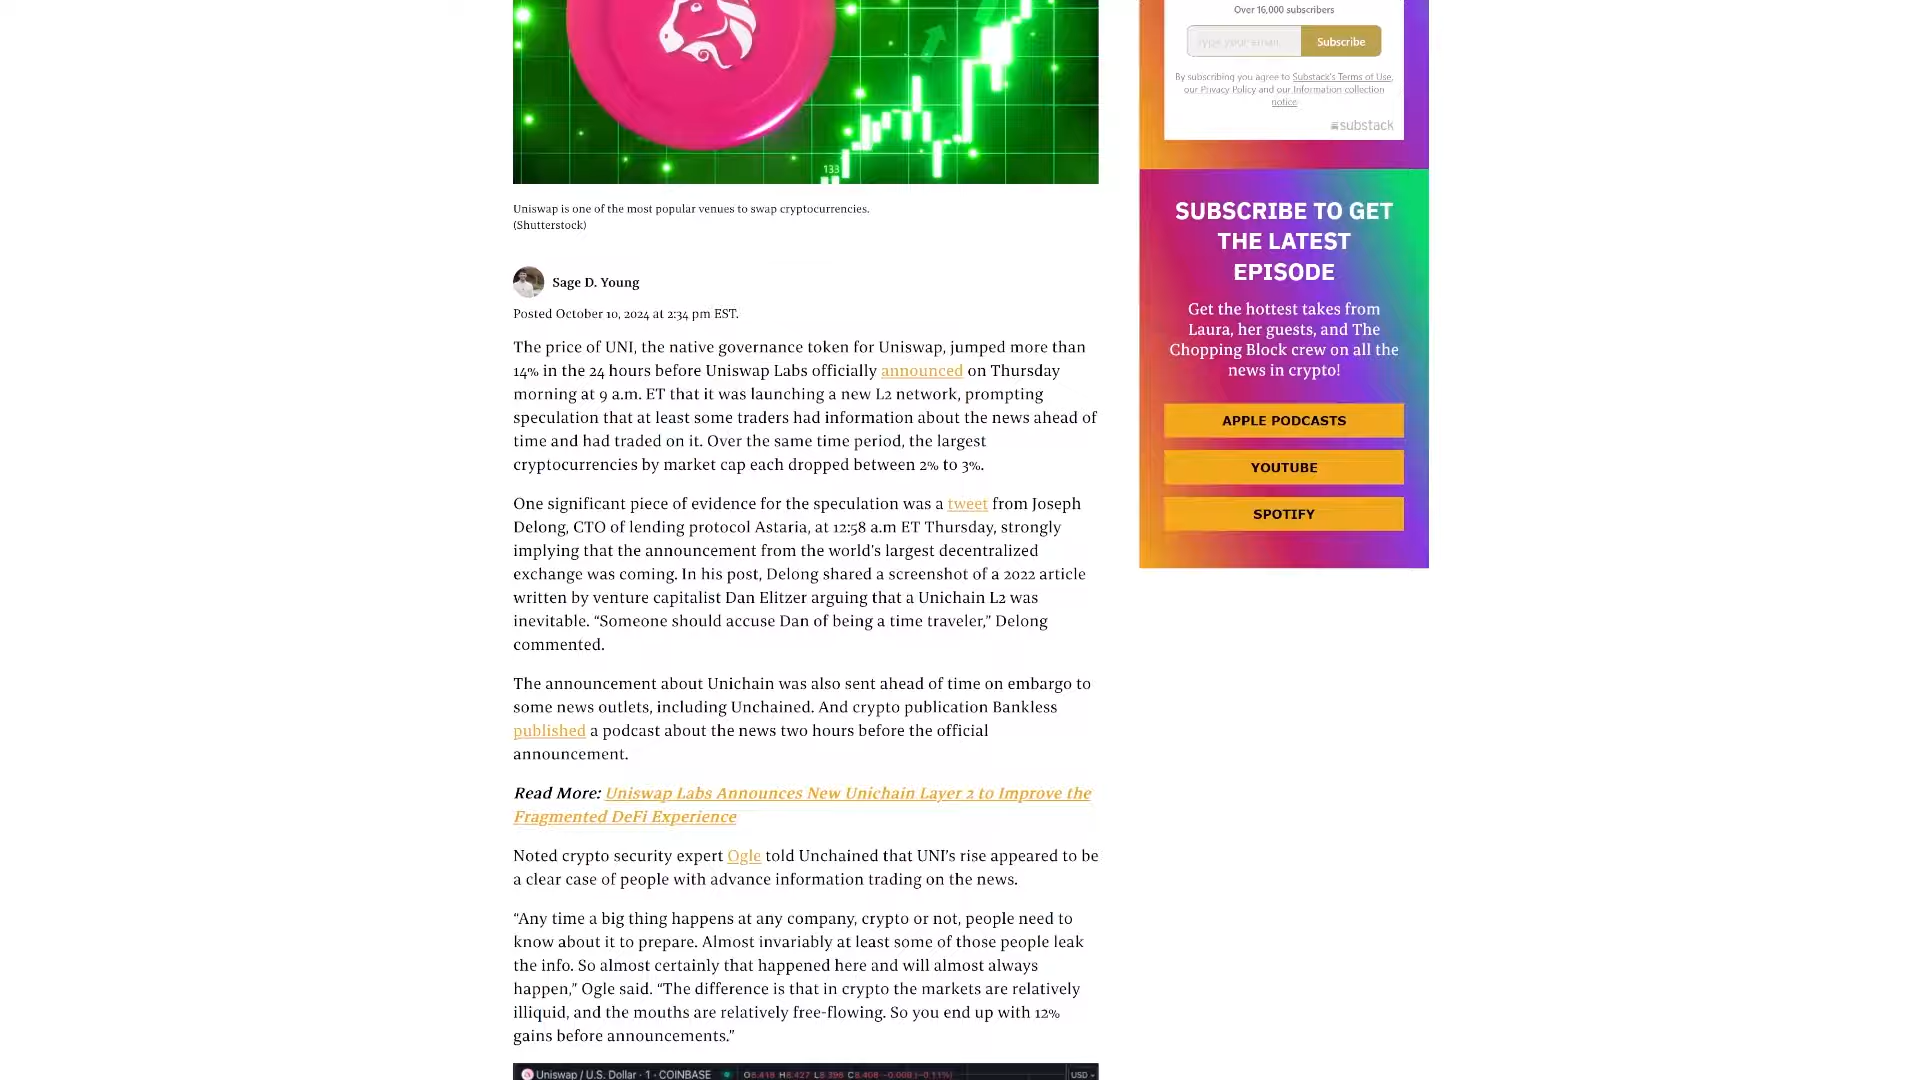 133
Uniswap is one of the most popular venues to swap cryptocurrencies.
(Shutterstock)
Sage D. Young
Posted October 10, 2024 at 2:34 pm EST.
The price of UNI, the native governance token for Uniswap, jumped more than
14% in the 24 hours before Uniswap Labs officially announced on Thursday
morning at 9 a.m. ET that it was launching a new L2 network, prompting
speculation that at least some traders had information about the news ahead of
time and had traded on it. Over the same time period, the largest
cryptocurrencies by market cap each dropped between 2% to 3%.
One significant piece of evidence for the speculation was a tweet from Joseph
Delong, CTO of lending protocol Astaria, at 12:58 a.m ET Thursday, strongly
implying that the announcement from the world’s largest decentralized
exchange was coming. In his post, Delong shared a screenshot of a 2022 article
written by venture capitalist Dan Elitzer arguing that a Unichain L2 was
inevitable. “Someone should accuse Dan of being a time traveler,” Delong
commented.
The announcement about Unichain was also sent ahead of time on embargo to
some news outlets, including Unchained. And crypto publication Bankless
published a podcast about the news two hours before the official
announcement.
Read More: Uniswap Labs Announces New Unichain Layer 2 to Improve the
Fragmented DeFi Experience
Noted crypto security expert Ogle told Unchained that UNI’s rise appeared to be
a clear case of people with advance information trading on the news.
“Any time a big thing happens at any company, crypto or not, people need to
know about it to prepare. Almost invariably at least some of those people leak
the info. So almost certainly that happened here and will almost always
happen,” Ogle said. “The difference is that in crypto the markets are relatively
illiquid, and the mouths are relatively free-flowing. So you end up with 12%
gains before announcements.”
Uniswap / U.S. Dollar · 1 · COINBASE O8.419 H8.427 L8.398 C8.408 -0.009 (-0.11%) USD
Over 16,000 subscribers
Type your email...
Subscribe
By subscribing you agree to Substack's Terms of Use,
our Privacy Policy and our Information collection
notice
substack
SUBSCRIBE TO GET
THE LATEST
EPISODE
Get the hottest takes from
Laura, her guests, and The
Chopping Block crew on all the
news in crypto!
APPLE PODCASTS
YOUTUBE
SPOTIFY